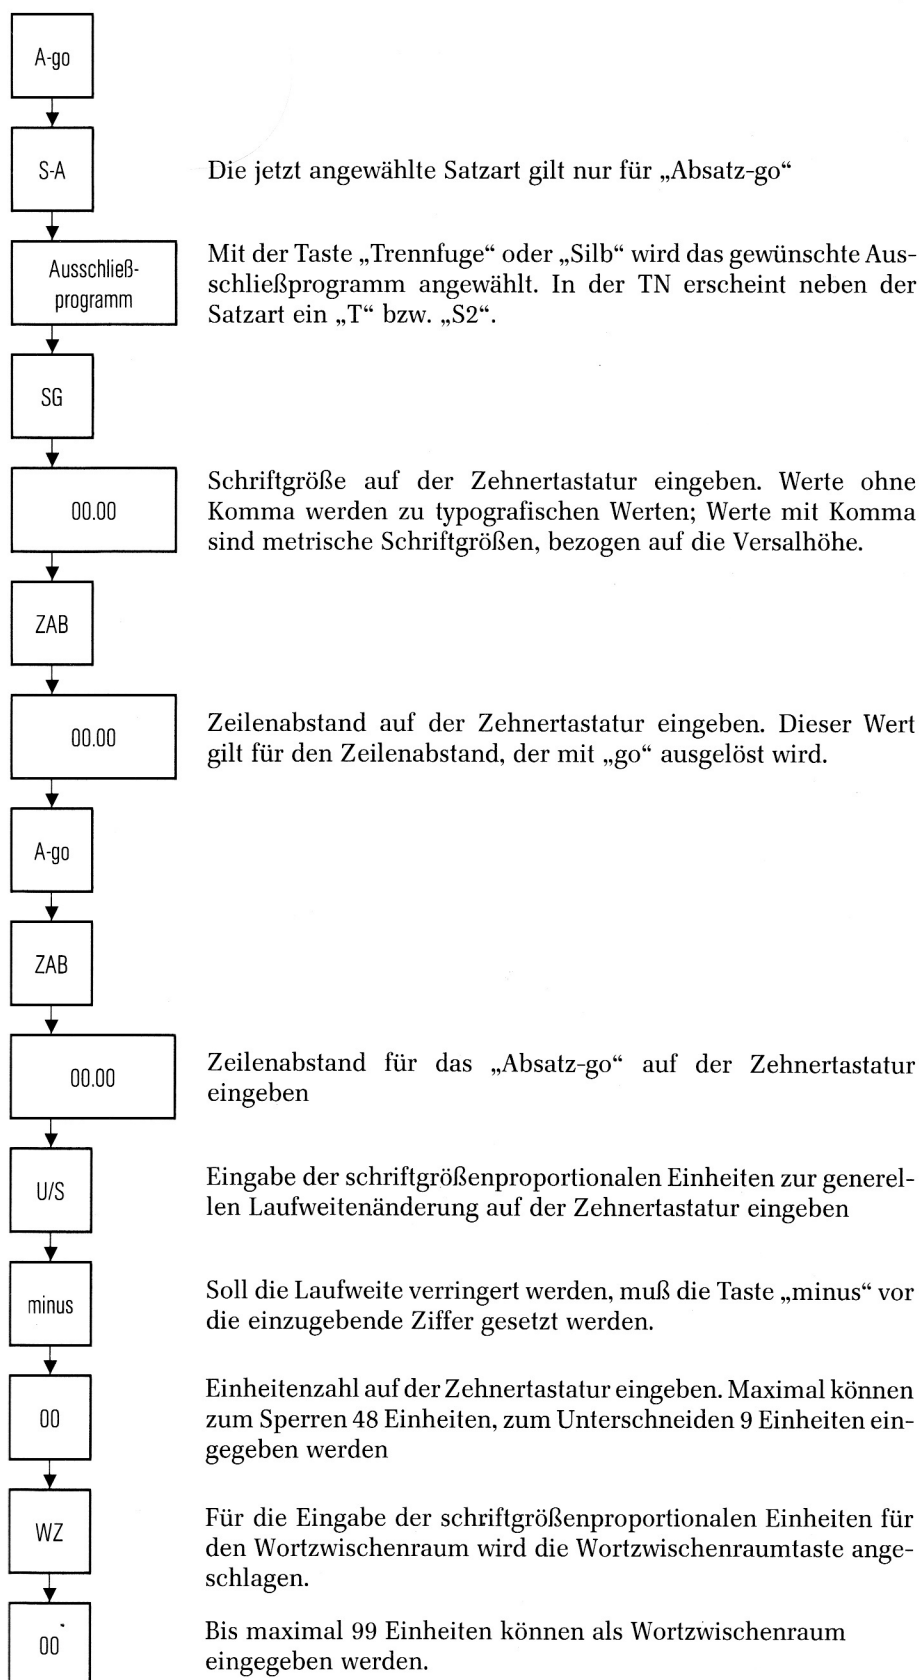 A-go
S-A
Die jetzt angewählte Satzart gilt nur für „Absatz-go“
Ausschließ-
programm
Mit der Taste „Trennfuge“ oder „Silb“ wird das gewünschte Aus-
schließprogramm angewählt. In der TN erscheint neben der
Satzart ein „T“ bzw. „S2“.
SG
00.00
Schriftgröße auf der Zehnertastatur eingeben. Werte ohne
Komma werden zu typografischen Werten; Werte mit Komma
sind metrische Schriftgrößen, bezogen auf die Versalhöhe.
ZAB
00.00
Zeilenabstand auf der Zehnertastatur eingeben. Dieser Wert
gilt für den Zeilenabstand, der mit „go“ ausgelöst wird.
A-go
ZAB
00.00
Zeilenabstand für das „Absatz-go“ auf der Zehnertastatur
eingeben
U/S
Eingabe der schriftgrößenproportionalen Einheiten zur generel-
len Laufweitenänderung auf der Zehnertastatur eingeben
minus
Soll die Laufweite verringert werden, muß die Taste „minus“ vor
die einzugebende Ziffer gesetzt werden.
00
Einheitenzahl auf der Zehnertastatur eingeben. Maximal können
zum Sperren 48 Einheiten, zum Unterschneiden 9 Einheiten ein-
gegeben werden
WZ
Für die Eingabe der schriftgrößenproportionalen Einheiten für
den Wortzwischenraum wird die Wortzwischenraumtaste ange-
schlagen.
00
Bis maximal 99 Einheiten können als Wortzwischenraum
eingegeben werden.